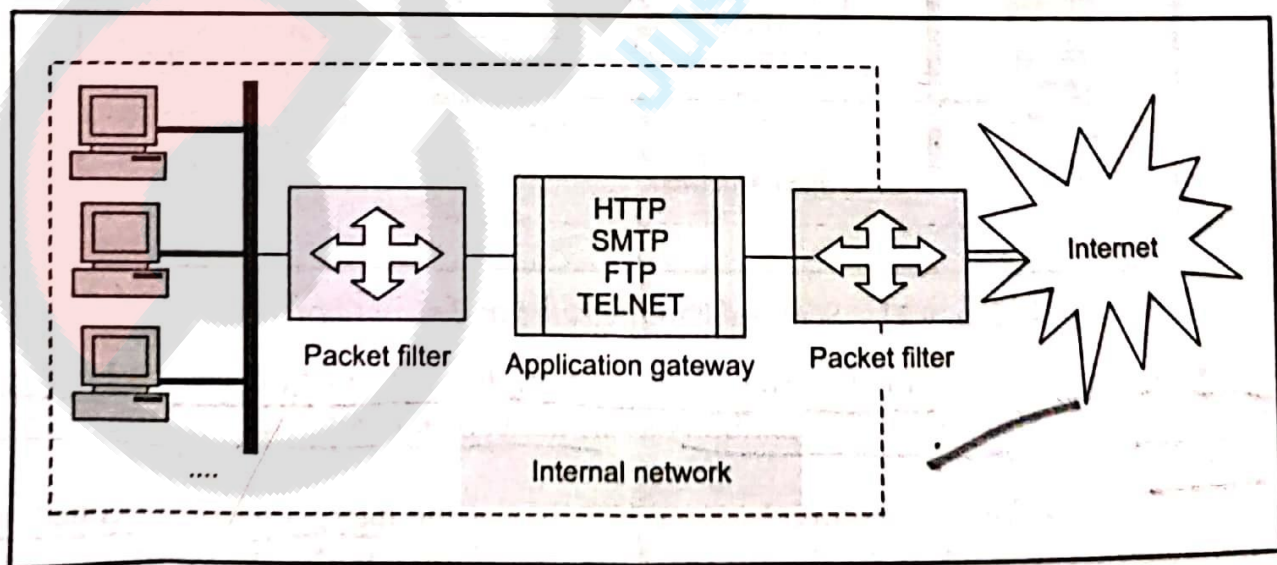 HTTP
SMTP
FTP
TELNET
Internet
Packet filter
Application gateway
Packet filter
Internal network
....